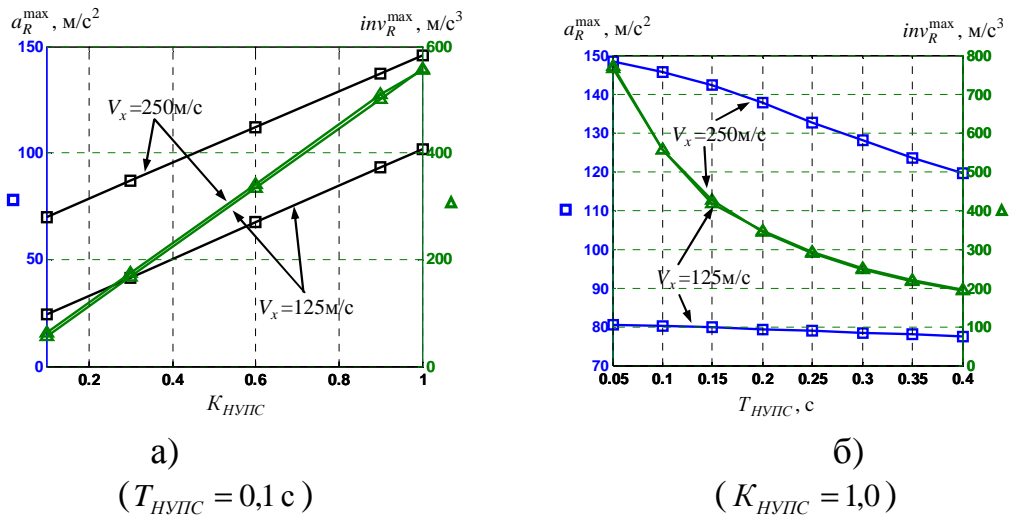 a_R^max, м/с² inv_R^max, м/с³
150 600
V_x=250м/с
100 400
50 200
V_x=125м/с
0 0
0.2 0.4 0.6 0.8 1
K_НУПС
а)
(T_НУПС = 0,1 с)
a_R^max, м/с² inv_R^max, м/с³
150 800
140 700
130 600
V_x=250м/с
120 500
110 400
100 300
V_x=125м/с
90 200
80 100
70 0
0.05 0.1 0.15 0.2 0.25 0.3 0.35 0.4
T_НУПС, с
б)
(K_НУПС = 1,0)